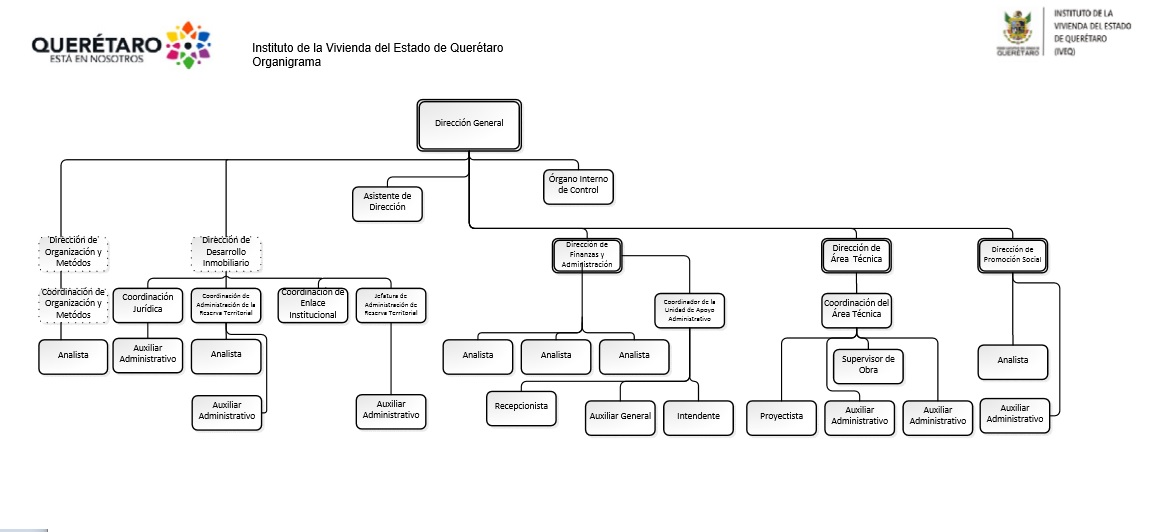 QUERÉTARO
ESTÁ EN NOSOTROS
Instituto de la Vivienda del Estado de Querétaro
Organigrama
QUERÉTARO
INSTITUTO DE LA
VIVIENDA DEL ESTADO
DE QUERÉTARO
(IVEQ)
Dirección General
Asistente de
Dirección
Órgano Interno
de Control
Dirección de
Organización y
Metódos
Dirección de
Desarrollo
Inmobiliario
Dirección de
Finanzas y
Administración
Dirección de
Área Técnica
Dirección de
Promoción Social
Coordinación de
Organización y
Metódos
Coordinación
Jurídica
Coordinación de
Administración de la
Reserva Territorial
Coordinación de
Enlace
Institucional
Jefatura de
Administración de
Reserva Territorial
Coordinador de la
Unidad de Apoyo
Administrativo
Coordinación del
Área Técnica
Analista
Auxiliar
Administrativo
Analista
Analista
Analista
Analista
Supervisor de
Obra
Analista
Auxiliar
Administrativo
Auxiliar
Administrativo
Recepcionista
Auxiliar General
Intendente
Proyectista
Auxiliar
Administrativo
Auxiliar
Administrativo
Auxiliar
Administrativo